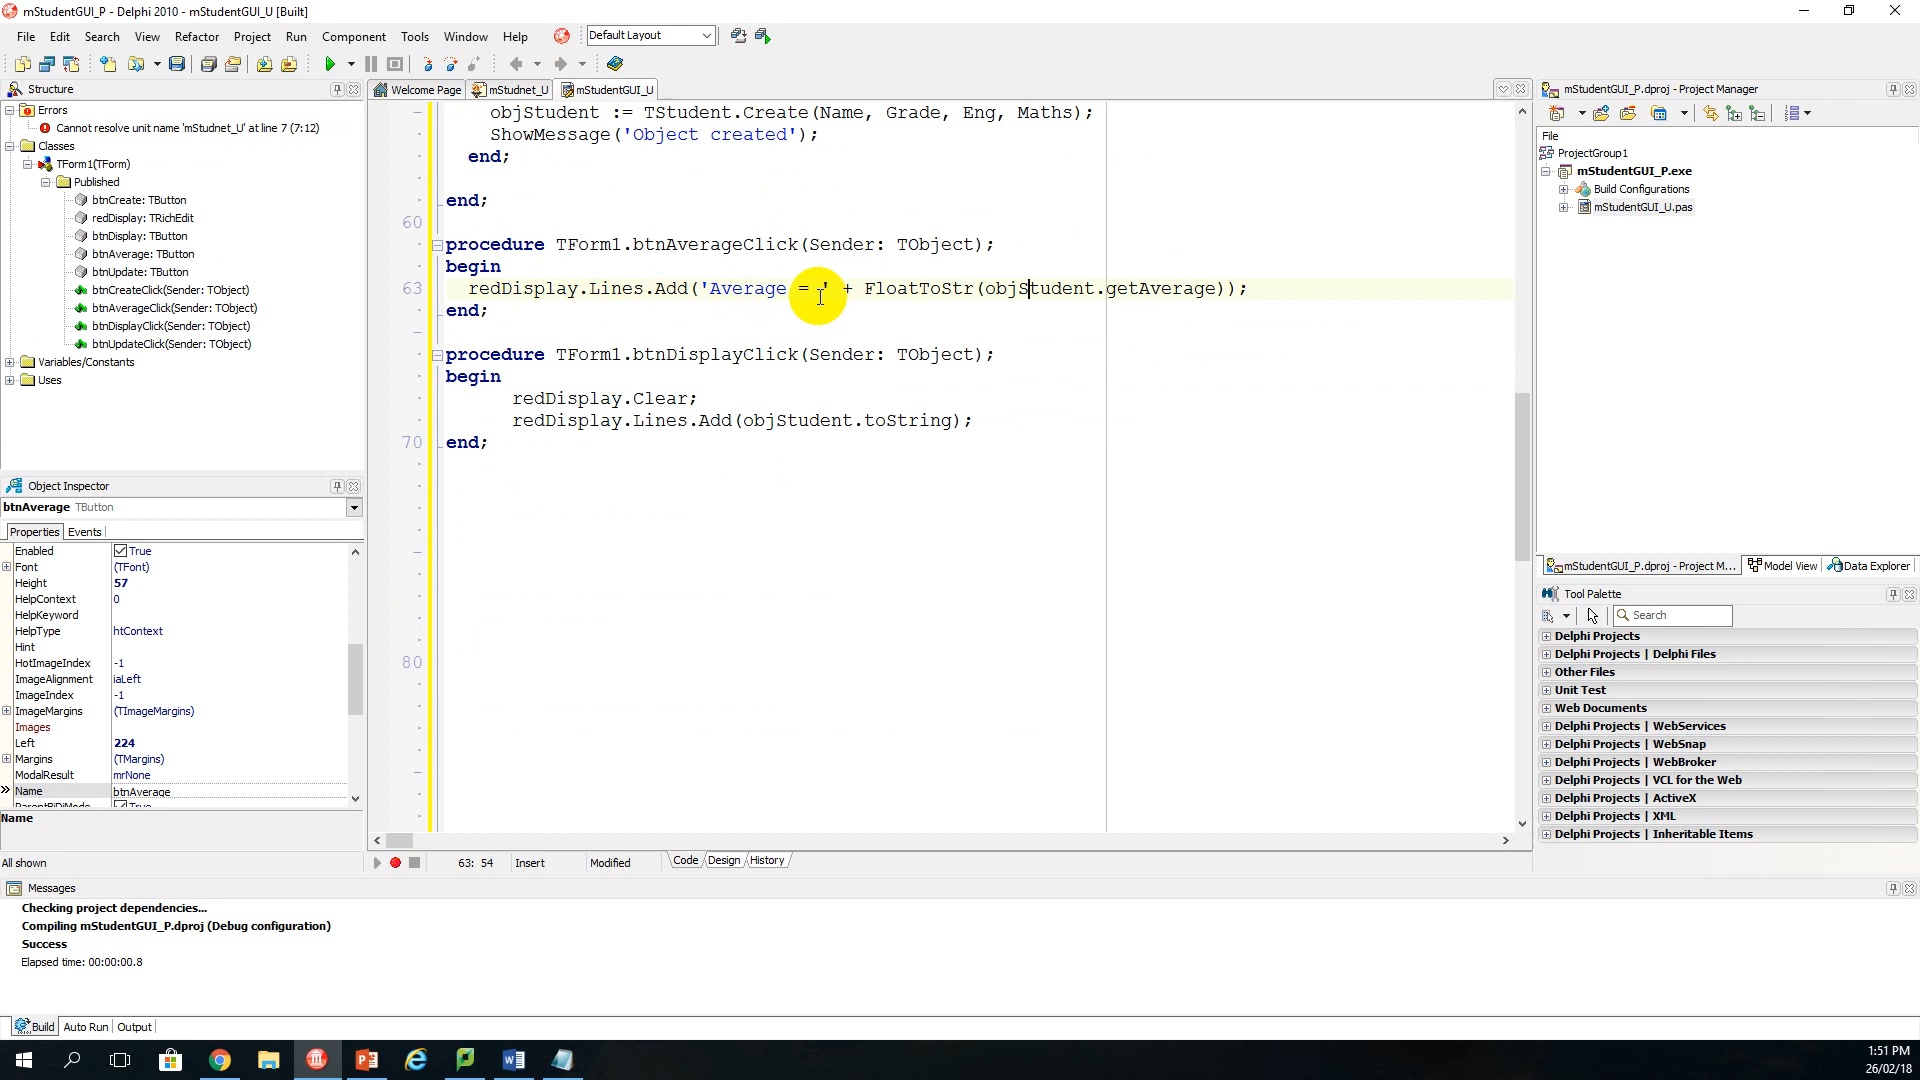 mStudentGUI_P - Delphi 2010 - mStudentGUI_U [Built]
File Edit Search View Refactor Project Run Component Tools Window Help Default Layout
Structure
Errors
Cannot resolve unit name 'mStudnet_U' at line 7 (7:12)
Classes
TForm1(TForm)
Published
btnCreate: TButton
redDisplay: TRichEdit
btnDisplay: TButton
btnAverage: TButton
btnUpdate: TButton
btnCreateClick(Sender: TObject)
btnAverageClick(Sender: TObject)
btnDisplayClick(Sender: TObject)
btnUpdateClick(Sender: TObject)
Variables/Constants
Uses
Object Inspector
btnAverage TButton
Properties Events
Enabled True
Font (TFont)
Height 57
HelpContext 0
HelpKeyword
HelpType htContext
Hint
HotImageIndex -1
ImageAlignment iaLeft
ImageIndex -1
ImageMargins (TImageMargins)
Images
Left 224
Margins (TMargins)
ModalResult mrNone
Name btnAverage
ParentBiDiMode True
Name
All shown
Welcome Page mStudnet_U mStudentGUI_U
objStudent := TStudent.Create(Name, Grade, Eng, Maths);
ShowMessage('Object created');
end;
end;
60
procedure TForm1.btnAverageClick(Sender: TObject);
begin
63 redDisplay.Lines.Add('Average = ' + FloatToStr(objStudent.getAverage));
end;
procedure TForm1.btnDisplayClick(Sender: TObject);
begin
redDisplay.Clear;
redDisplay.Lines.Add(objStudent.toString);
70 end;
80
63: 54 Insert Modified Code Design History
mStudentGUI_P.dproj - Project Manager
File
ProjectGroup1
mStudentGUI_P.exe
Build Configurations
mStudentGUI_U.pas
mStudentGUI_P.dproj - Project M... Model View Data Explorer
Tool Palette
Search
Delphi Projects
Delphi Projects | Delphi Files
Other Files
Unit Test
Web Documents
Delphi Projects | WebServices
Delphi Projects | WebSnap
Delphi Projects | WebBroker
Delphi Projects | VCL for the Web
Delphi Projects | ActiveX
Delphi Projects | XML
Delphi Projects | Inheritable Items
Messages
Checking project dependencies...
Compiling mStudentGUI_P.dproj (Debug configuration)
Success
Elapsed time: 00:00:00.8
Build Auto Run Output
1:51 PM
26/02/18